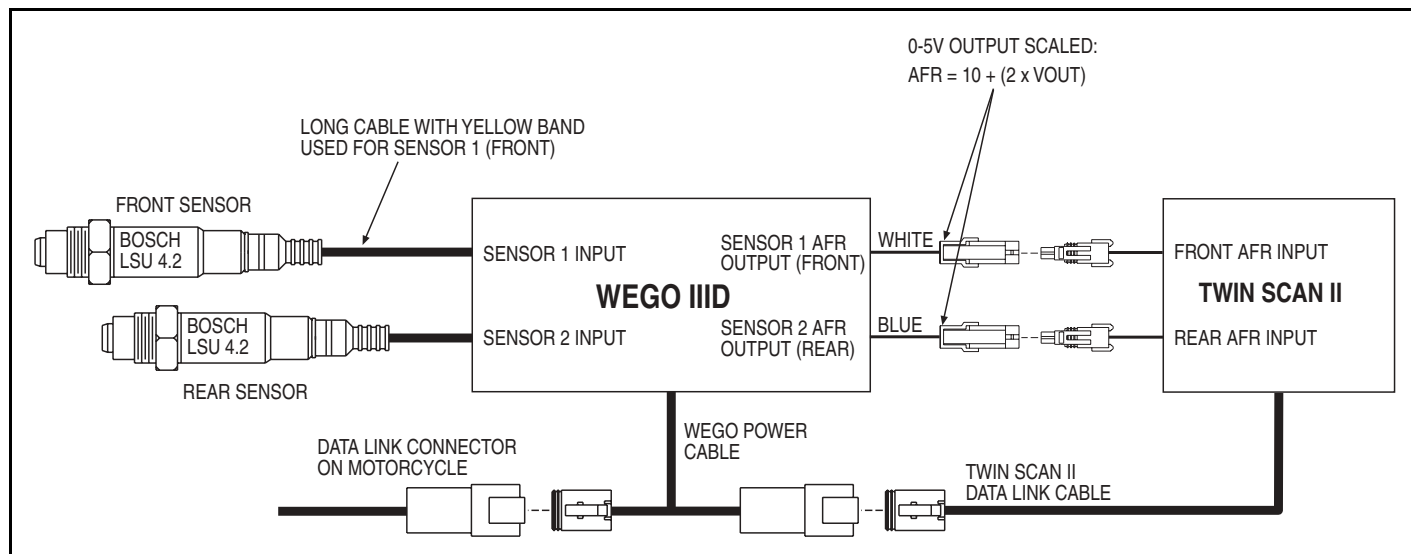 0-5V OUTPUT SCALED:
AFR = 10 + (2 x VOUT)
LONG CABLE WITH YELLOW BAND
USED FOR SENSOR 1 (FRONT)
FRONT SENSOR
BOSCH
LSU 4.2
SENSOR 1 INPUT
SENSOR 1 AFR
OUTPUT (FRONT)
WHITE
FRONT AFR INPUT
WEGO IIID
TWIN SCAN II
BOSCH
LSU 4.2
SENSOR 2 INPUT
SENSOR 2 AFR
OUTPUT (REAR)
BLUE
REAR AFR INPUT
REAR SENSOR
DATA LINK CONNECTOR
ON MOTORCYCLE
WEGO POWER
CABLE
TWIN SCAN II
DATA LINK CABLE